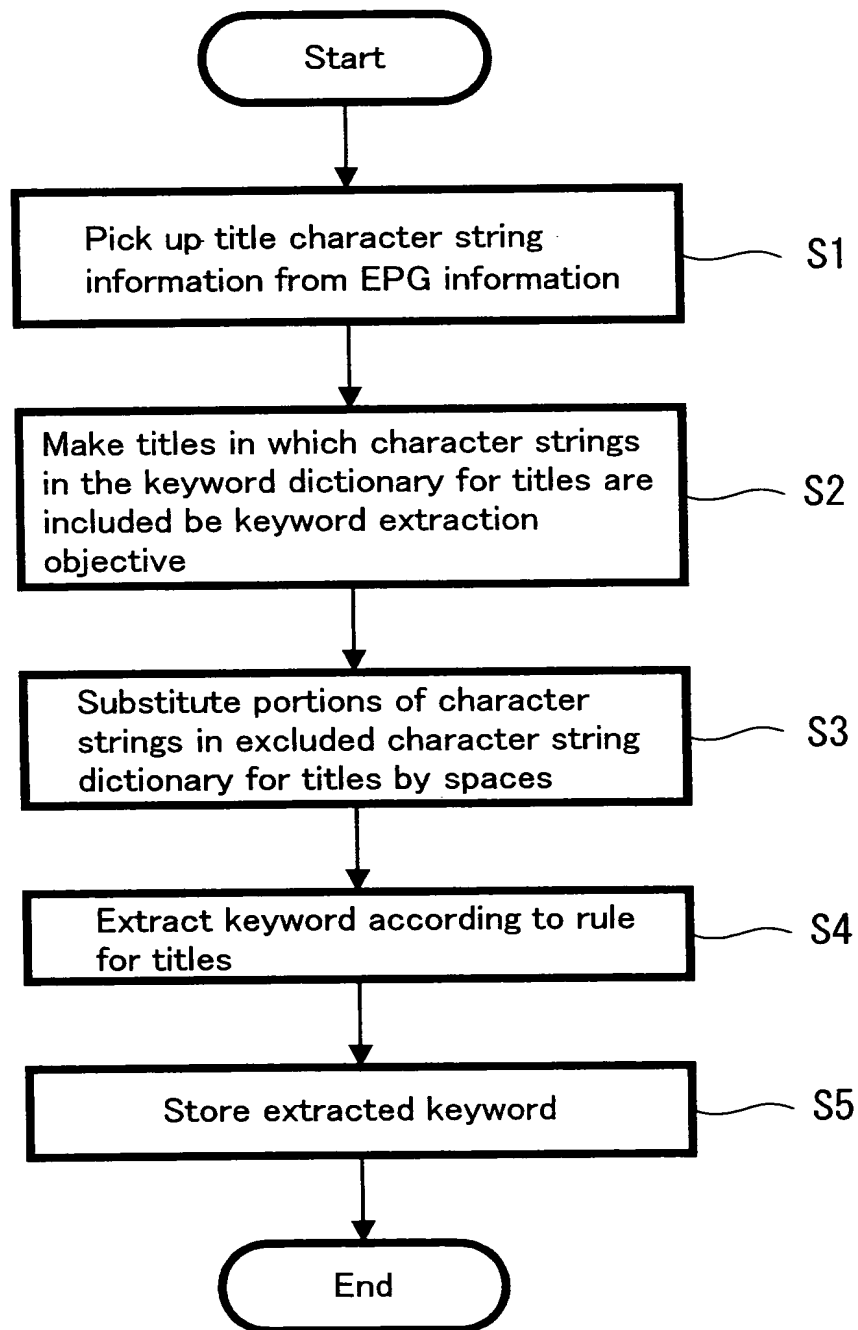 Start
Pick up title character string
information from EPG information
S1
Make titles in which character strings
in the keyword dictionary for titles are
included be keyword extraction
objective
S2
Substitute portions of character
strings in excluded character string
dictionary for titles by spaces
S3
Extract keyword according to rule
for titles
S4
Store extracted keyword
S5
End